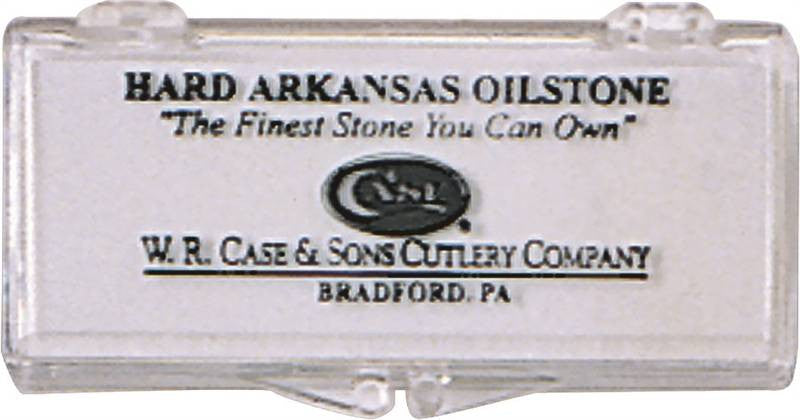 HARD ARKANSAS OILSTONE
"The Finest Stone You Can Own"
CASE
W. R. CASE & SONS CUTLERY COMPANY
BRADFORD, PA